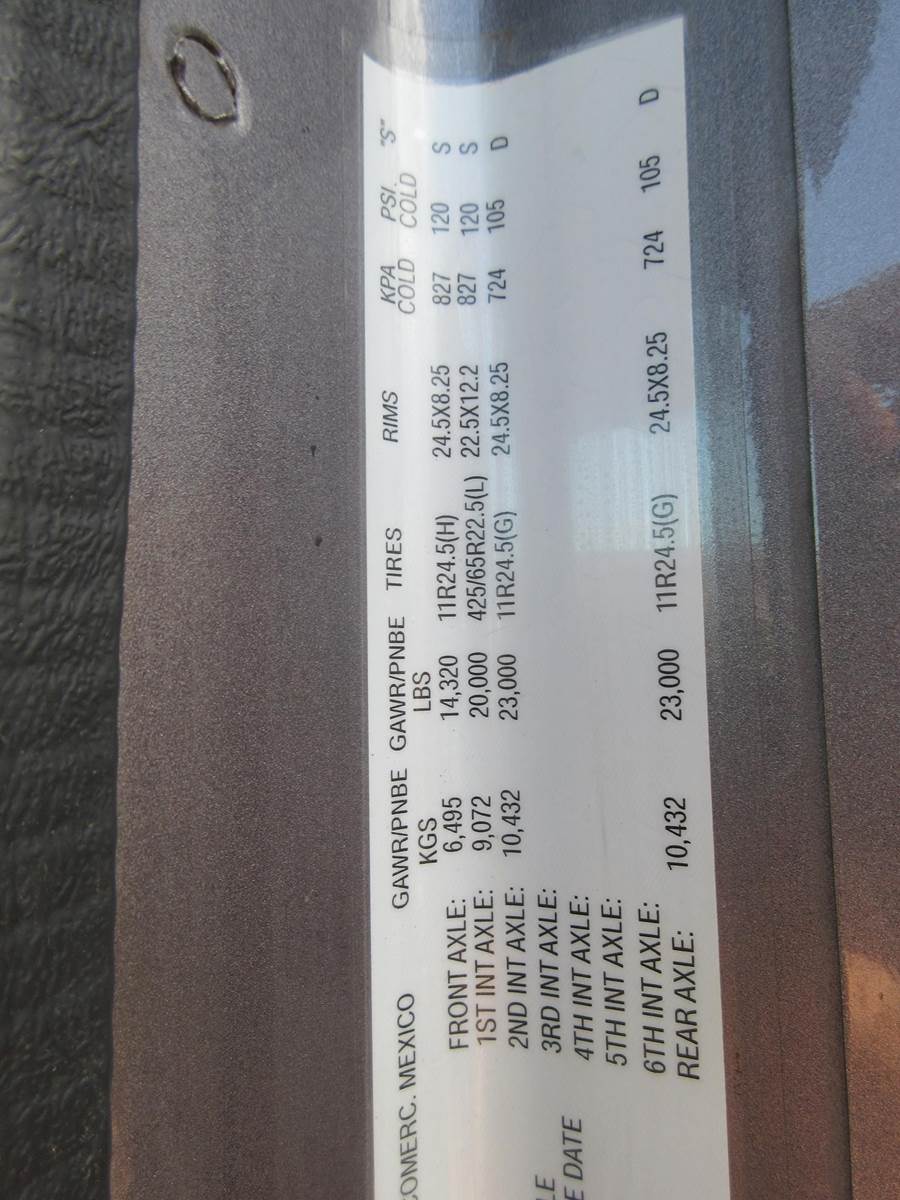 COMERC. MEXICO GAWR/PNBE GAWR/PNBE TIRES RIMS KPA PSI. "S"
KGS LBS COLD COLD
FRONT AXLE: 6,495 14,320 11R24.5(H) 24.5X8.25 827 120 S
1ST INT AXLE: 9,072 20,000 425/65R22.5(L) 22.5X12.2 827 120 S
2ND INT AXLE: 10,432 23,000 11R24.5(G) 24.5X8.25 724 105 D
3RD INT AXLE:
4TH INT AXLE:
LE 5TH INT AXLE:
E DATE 6TH INT AXLE:
REAR AXLE: 10,432 23,000 11R24.5(G) 24.5X8.25 724 105 D